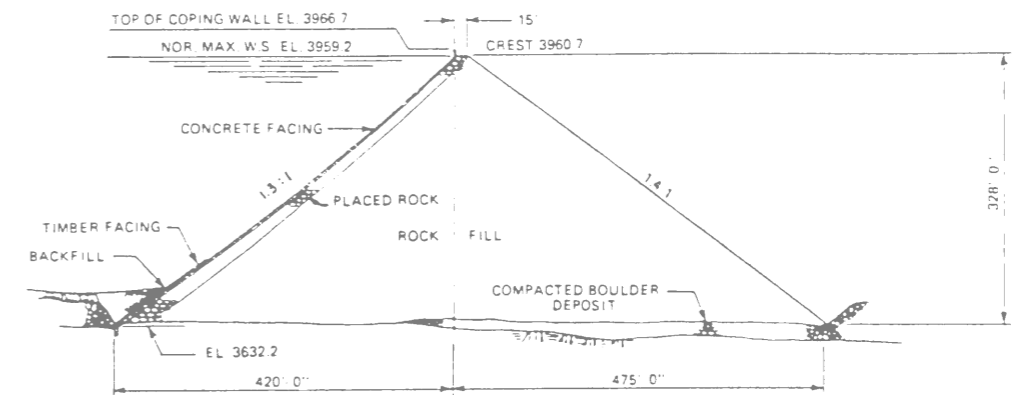 TOP OF COPING WALL EL. 3966.7
15'
NOR. MAX. W.S. EL. 3959.2
CREST 3960.7
CONCRETE FACING
1.3:1
1.4:1
PLACED ROCK
328' 0"
TIMBER FACING
ROCK FILL
BACKFILL
COMPACTED BOULDER
DEPOSIT
EL 3632.2
420' 0"
475' 0"